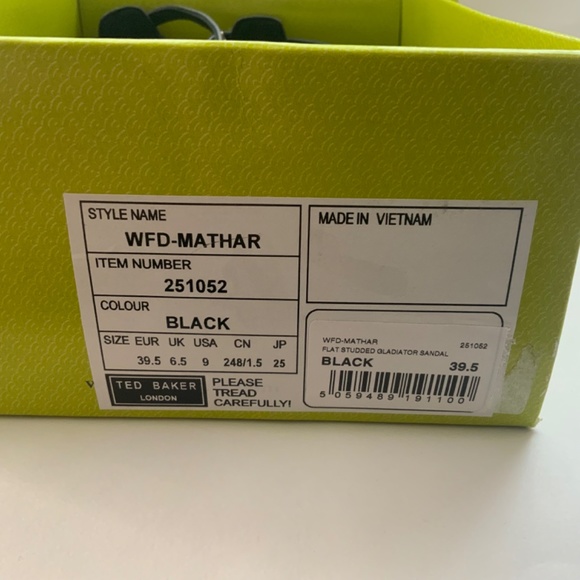 STYLE NAME
WFD-MATHAR
ITEM NUMBER
251052
COLOUR
BLACK
SIZE EUR UK USA CN JP
39.5 6.5 9 248/1.5 25
TED BAKER
LONDON
PLEASE
TREAD
CAREFULLY!
MADE IN VIETNAM
WFD-MATHAR 251052
FLAT STUDDED GLADIATOR SANDAL
BLACK 39.5
5 059489 191100